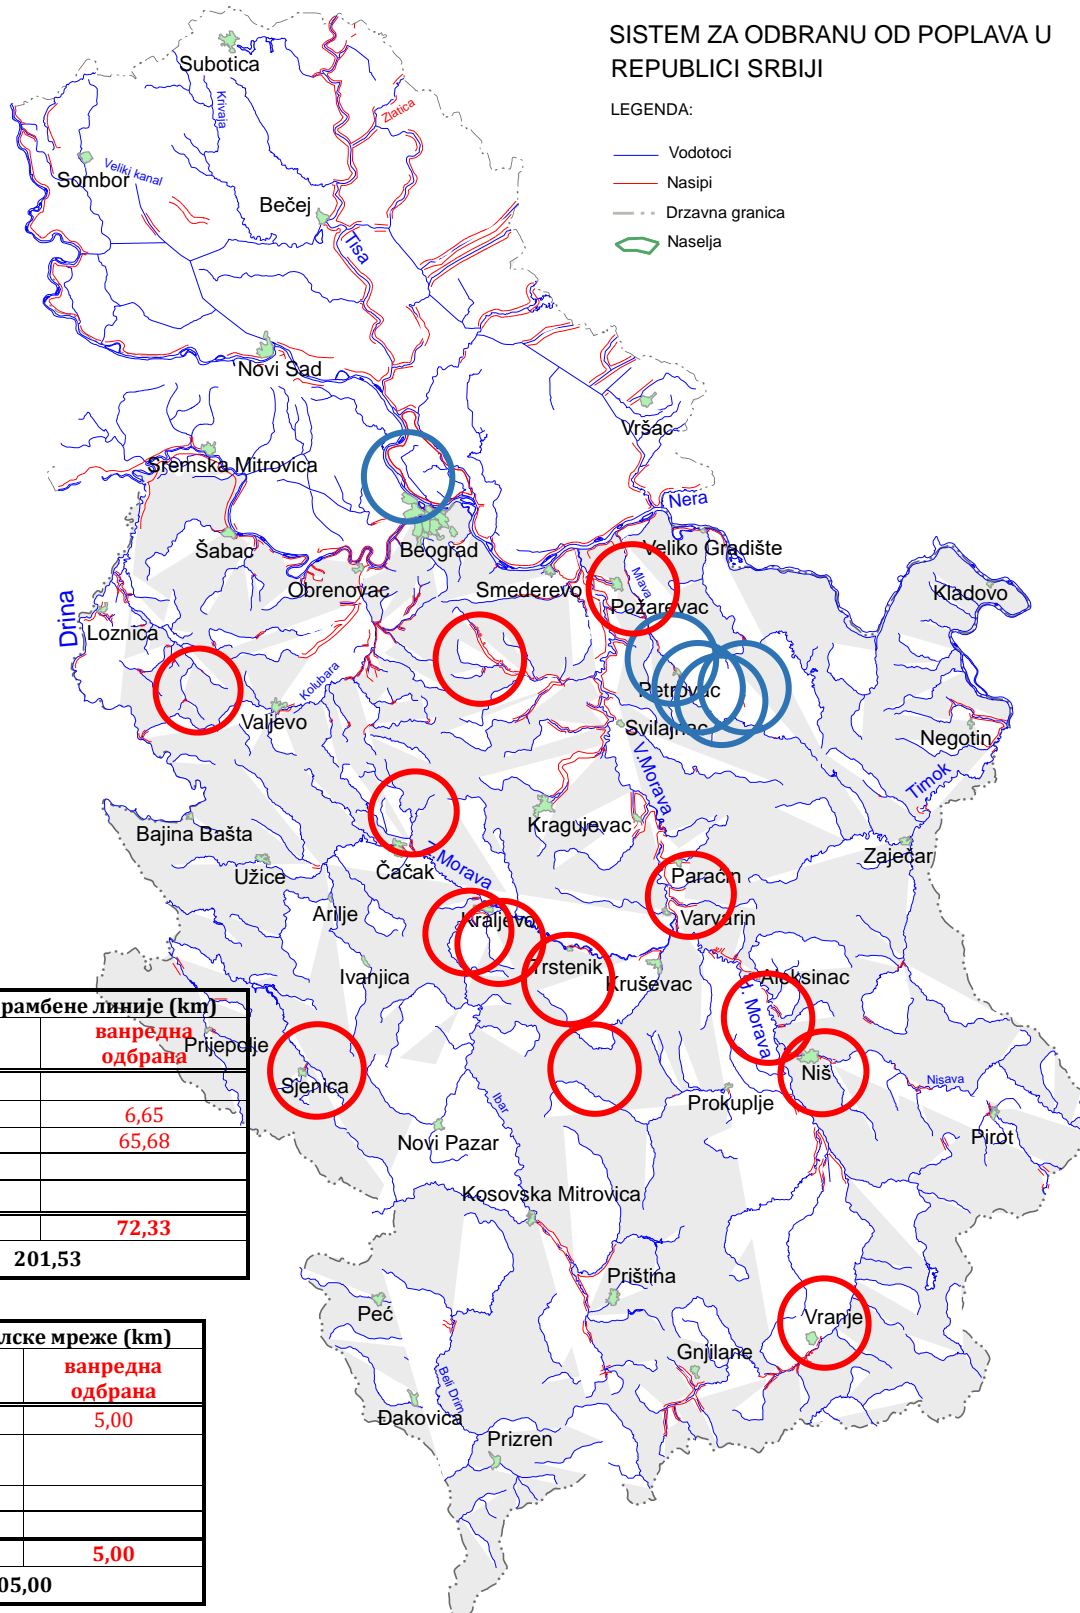 SISTEM ZA ODBRANU OD POPLAVA U
REPUBLICI SRBIJI
LEGENDA:
Vodotoci
Nasipi
Drzavna granica
Naselja
Subotica
Krivaja
Zlatica
Sombor
Veliki kanal
Bečej
Tisa
Novi Sad
Vršac
Sremska Mitrovica
Nera
Šabac
Beograd
Veliko Gradište
Obrenovac
Smederevo
Mlava
Požarevac
Kladovo
Drina
Loznica
Kolubara
Valjevo
Petrovac
Svilajnac
Negotin
V.Morava
Timok
Bajina Bašta
Kragujevac
Zaječar
Užice
Čačak
Z.Morava
Paraćin
Arilje
Kraljevo
Varvarin
Ivanjica
Trstenik
Kruševac
Aleksinac
J. Morava
Prijepolje
Sjenica
Niš
Nisava
Ibar
Prokuplje
Pirot
Novi Pazar
Kosovska Mitrovica
Priština
Peć
Vranje
Gnjilane
Beli Drim
Đakovica
Prizren
рамбене линије (km)
ванредна
одбрана
6,65
65,68
72,33
201,53
лске мреже (km)
ванредна
одбрана
5,00
5,00
05,00